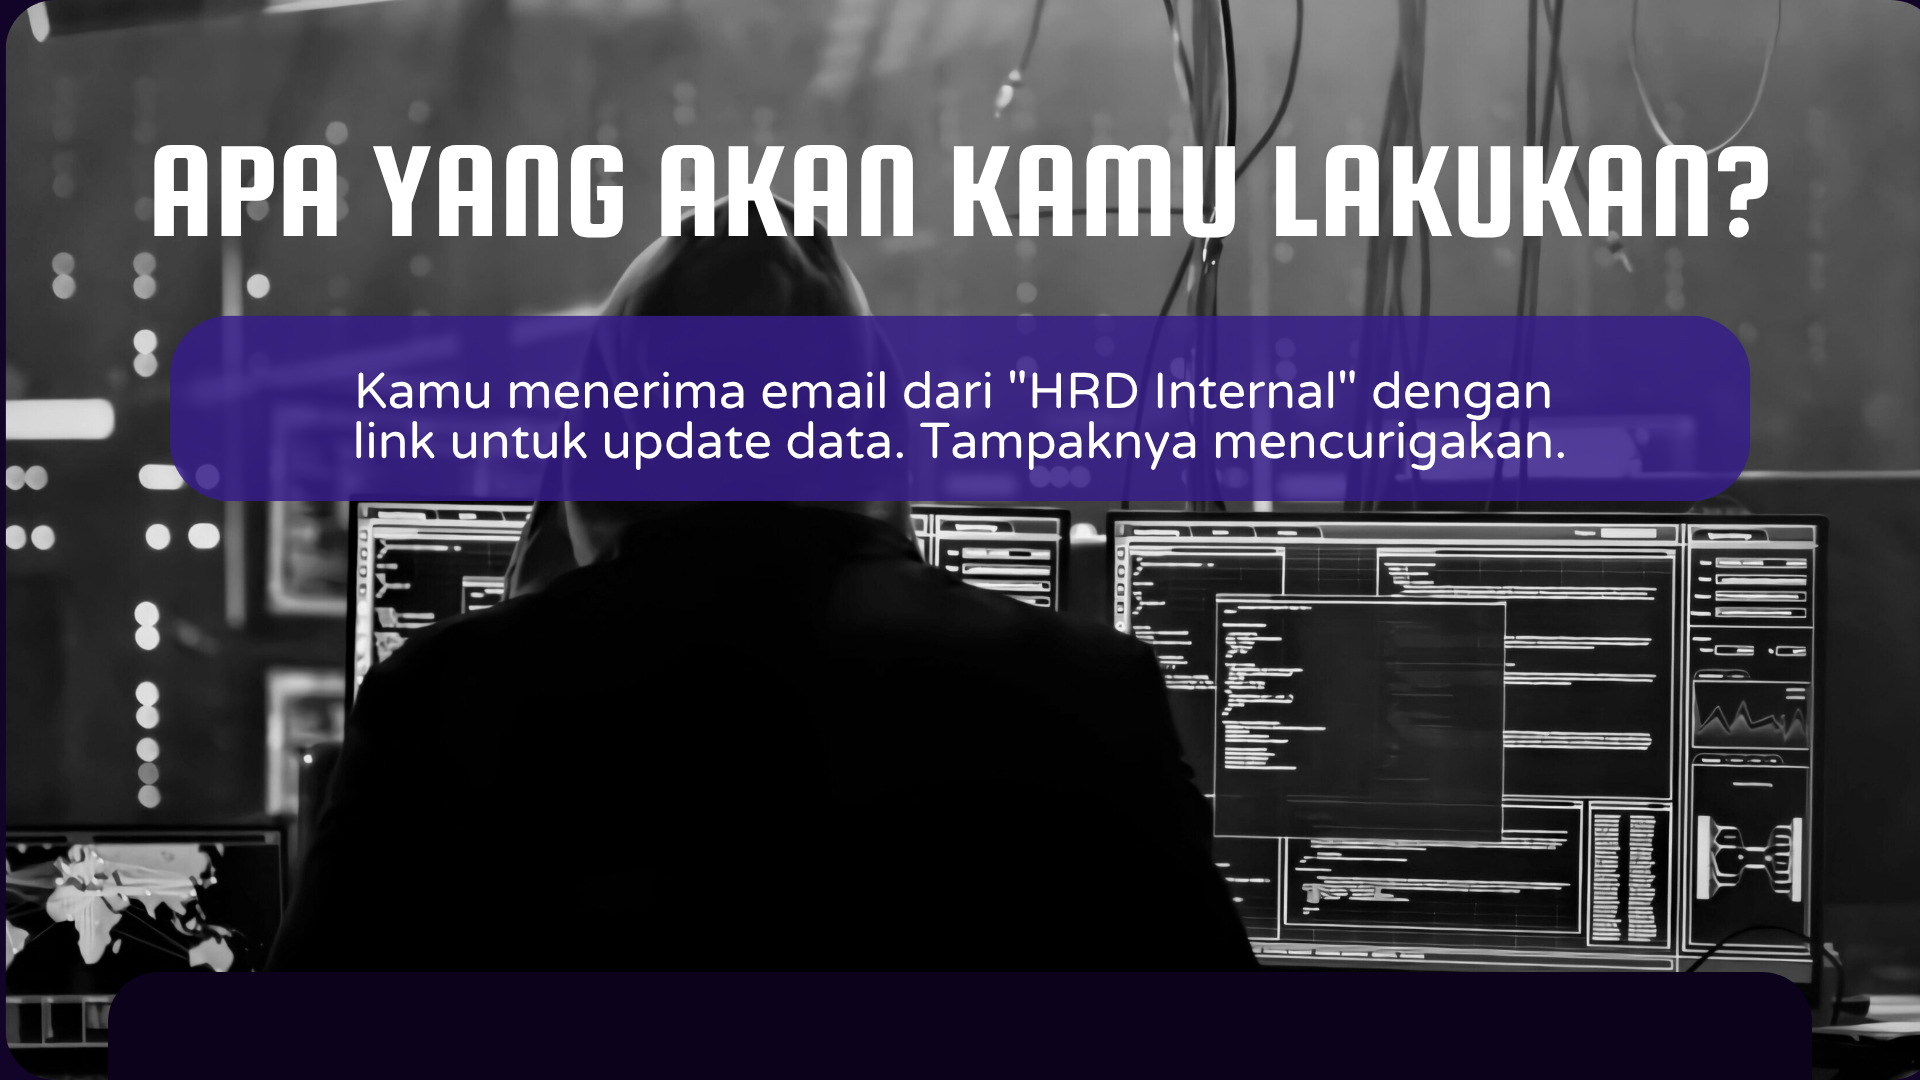 APA YANG AKAN KAMU LAKUKAN?
Kamu menerima email dari "HRD Internal" dengan
link untuk update data. Tampaknya mencurigakan.